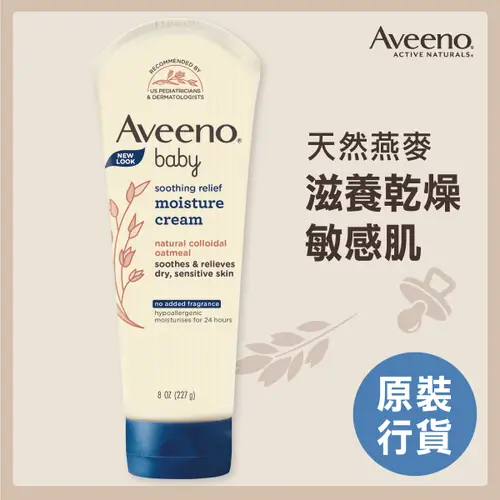 RECOMMENDED BY
US PEDIATRICIANS
& DERMATOLOGISTS
Aveeno®
NEW
LOOK
baby
soothing relief
moisture
cream
natural colloidal
oatmeal
soothes & relieves
dry, sensitive skin
no added fragrance
hypoallergenic
moisturises for 24 hours
8 OZ (227 g)
Aveeno®
ACTIVE NATURALS®
天然燕麥
滋養乾燥
敏感肌
原裝
行貨